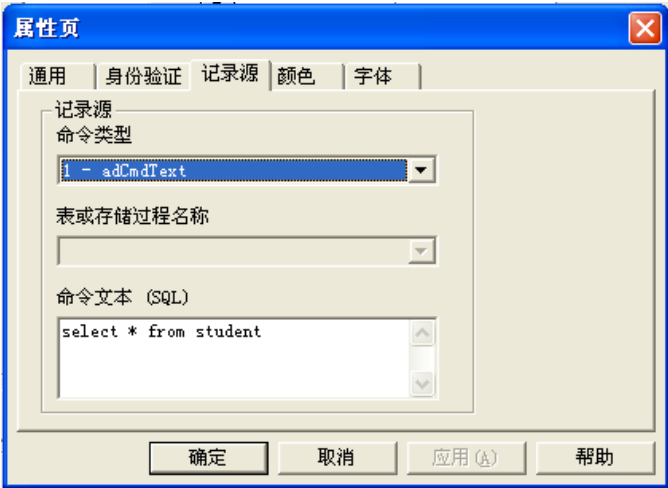 属性页
通用 身份验证 记录源 颜色 字体
记录源
命令类型
1 - adCmdText
表或存储过程名称
命令文本 (SQL)
select * from student
确定 取消 应用(A) 帮助